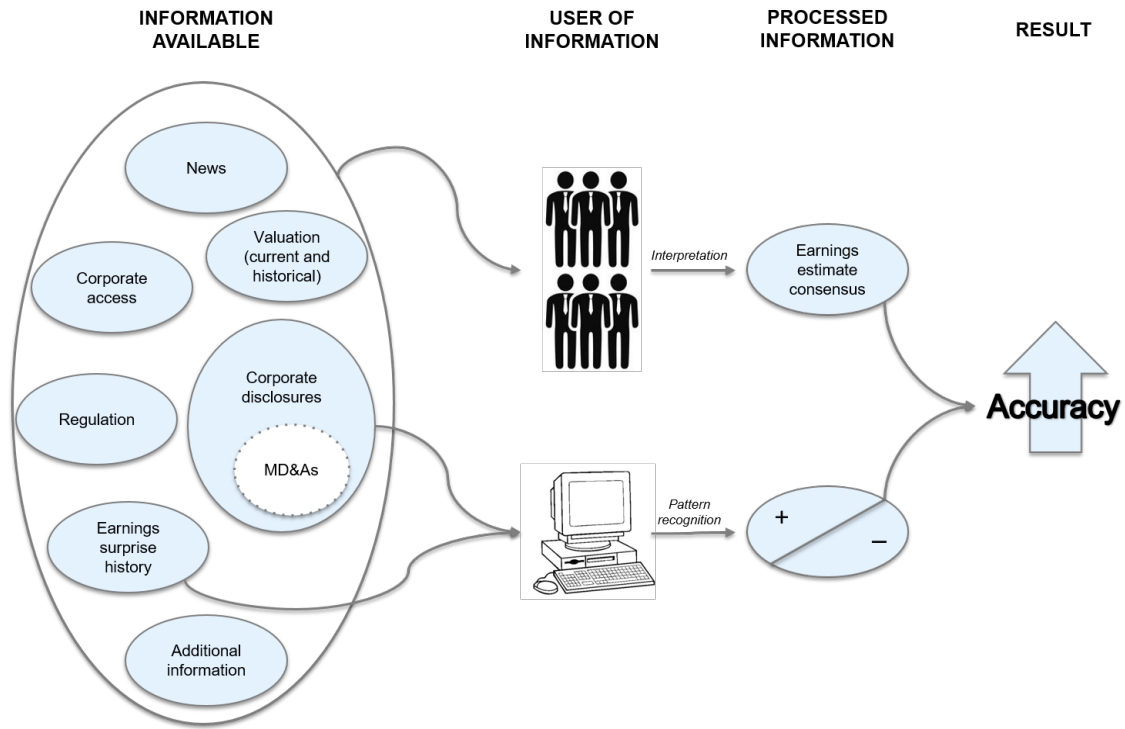 INFORMATION
AVAILABLE
USER OF
INFORMATION
PROCESSED
INFORMATION
RESULT
News
Valuation
(current and
historical)
Corporate
access
Corporate
disclosures
MD&As
Regulation
Earnings
surprise
history
Additional
information
Interpretation
Earnings
estimate
consensus
Pattern
recognition
+
–
Accuracy